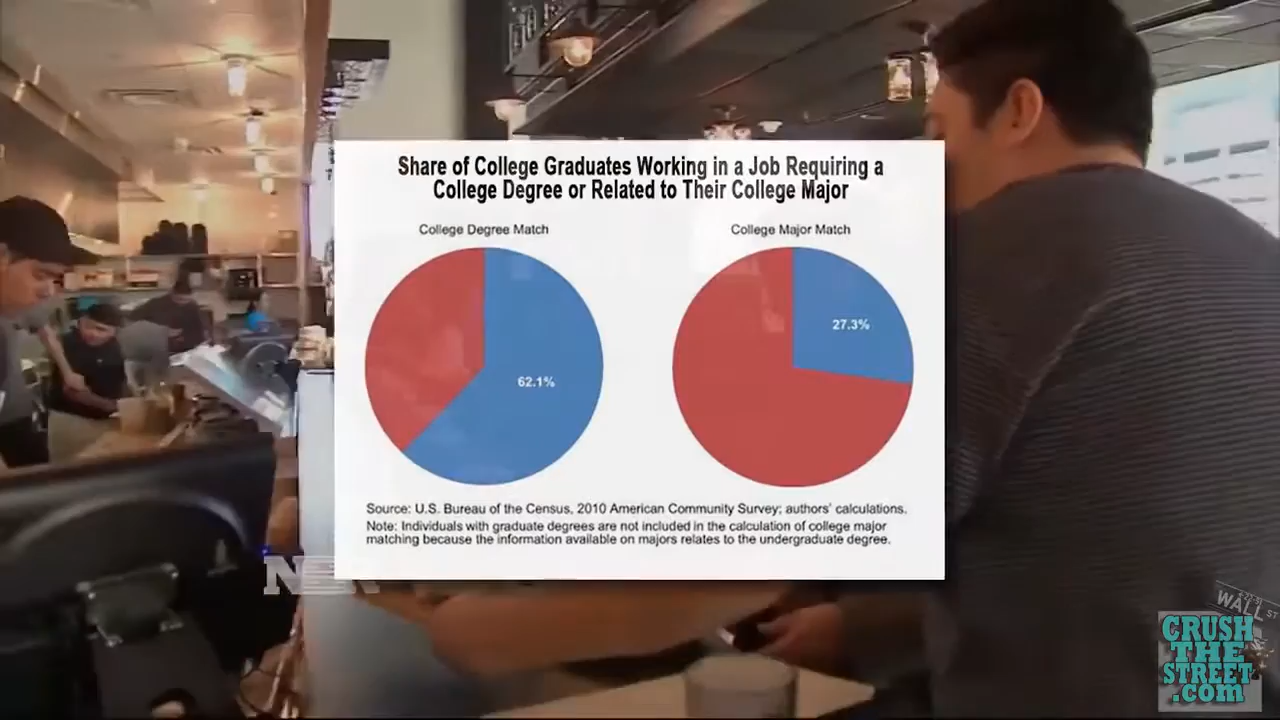 Share of College Graduates Working in a Job Requiring a
College Degree or Related to Their College Major
College Degree Match
College Major Match
62.1%
27.3%
Source: U.S. Bureau of the Census, 2010 American Community Survey; authors' calculations.
Note: Individuals with graduate degrees are not included in the calculation of college major
matching because the information available on majors relates to the undergraduate degree.
WALL ST
CRUSH
THE
STREET
.com